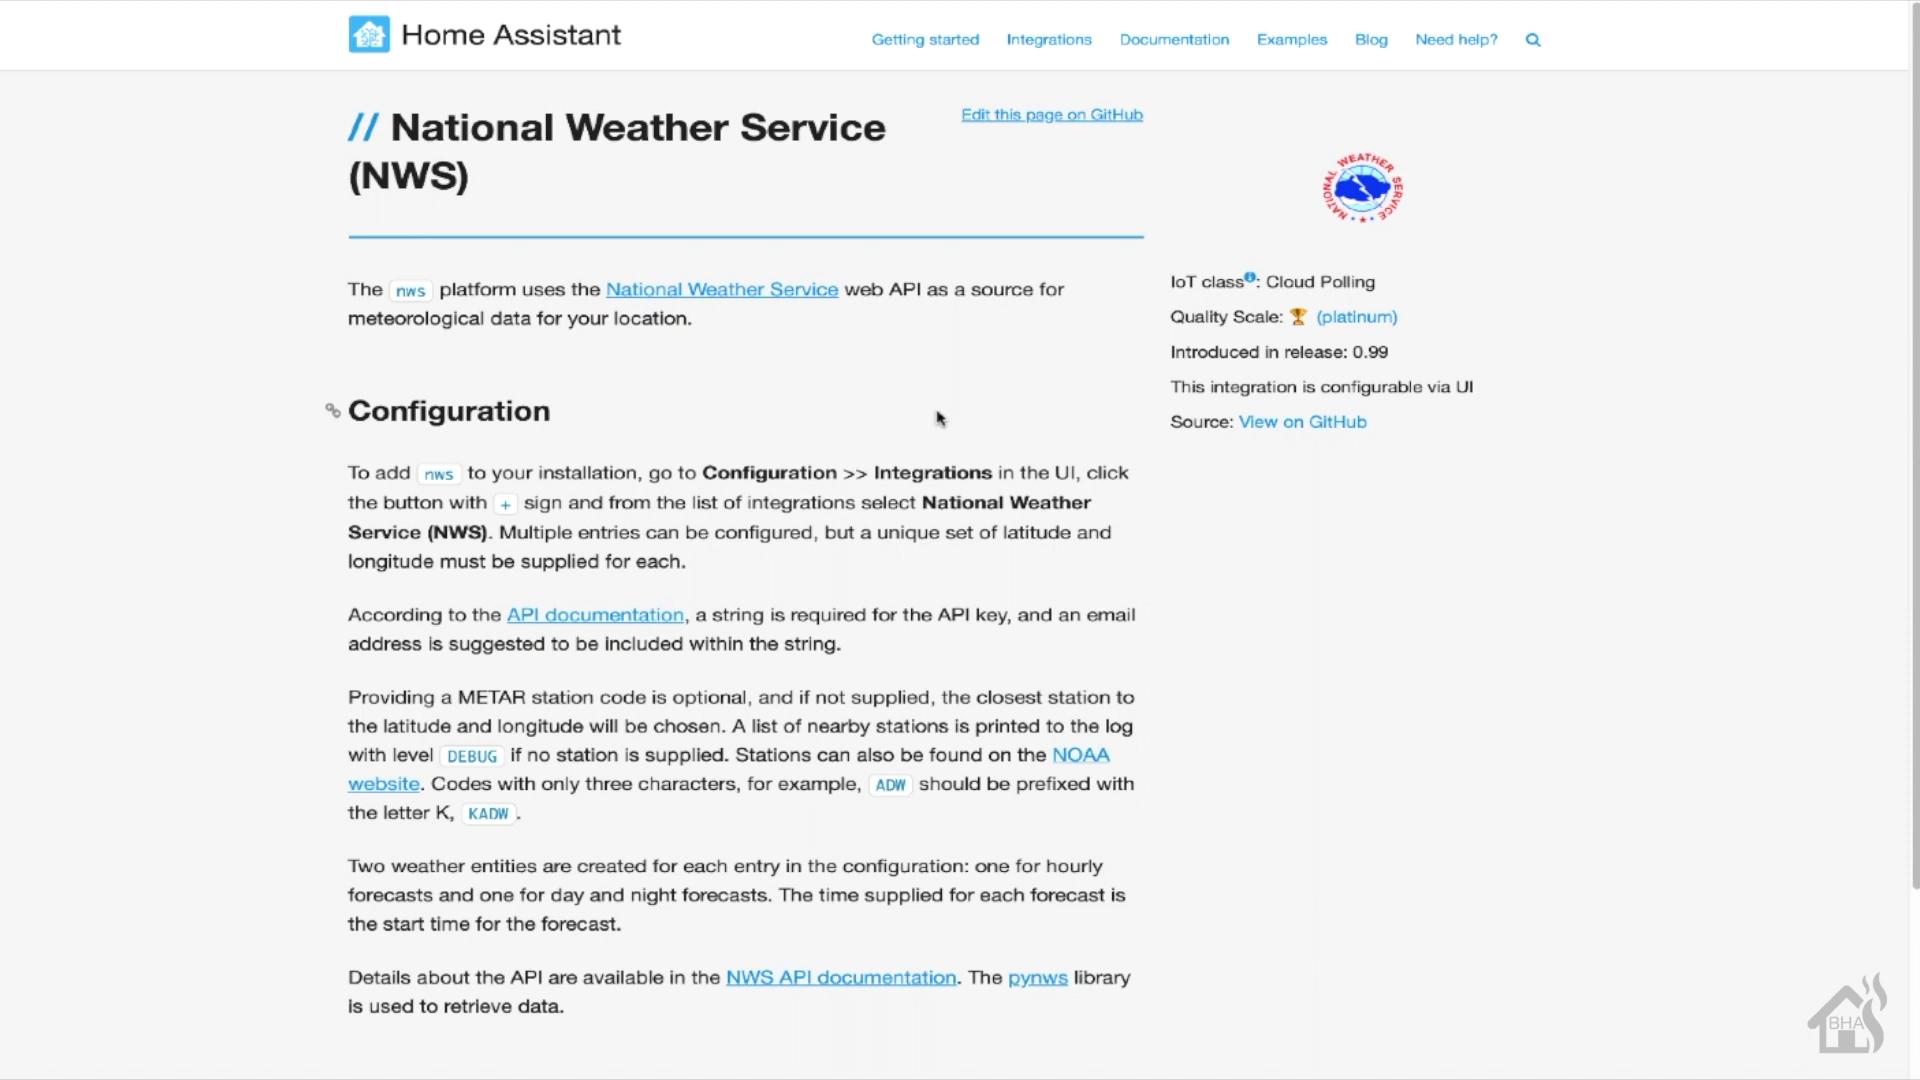 Home Assistant
Getting started Integrations Documentation Examples Blog Need help?
// National Weather Service
(NWS)
Edit this page on GitHub
NATIONAL WEATHER SERVICE
The nws platform uses the National Weather Service web API as a source for
meteorological data for your location.
IoT class: Cloud Polling
Quality Scale: 🏆 (platinum)
Introduced in release: 0.99
This integration is configurable via UI
Source: View on GitHub
Configuration
To add nws to your installation, go to Configuration >> Integrations in the UI, click
the button with + sign and from the list of integrations select National Weather
Service (NWS). Multiple entries can be configured, but a unique set of latitude and
longitude must be supplied for each.
According to the API documentation, a string is required for the API key, and an email
address is suggested to be included within the string.
Providing a METAR station code is optional, and if not supplied, the closest station to
the latitude and longitude will be chosen. A list of nearby stations is printed to the log
with level DEBUG if no station is supplied. Stations can also be found on the NOAA
website. Codes with only three characters, for example, ADW should be prefixed with
the letter K, KADW.
Two weather entities are created for each entry in the configuration: one for hourly
forecasts and one for day and night forecasts. The time supplied for each forecast is
the start time for the forecast.
Details about the API are available in the NWS API documentation. The pynws library
is used to retrieve data.
BHA